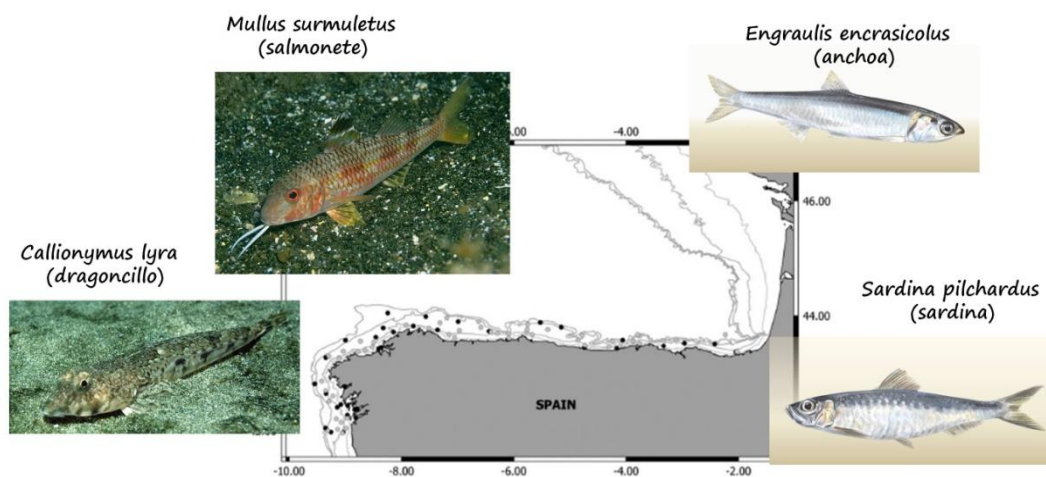 Mullus surmuletus
(salmonete)
Engraulis encrasicolus
(anchoa)
-4.00
46.00
Callionymus lyra
(dragoncillo)
Sardina pilchardus
(sardina)
44.00
SPAIN
-10.00
-8.00
-6.00
-4.00
-2.00